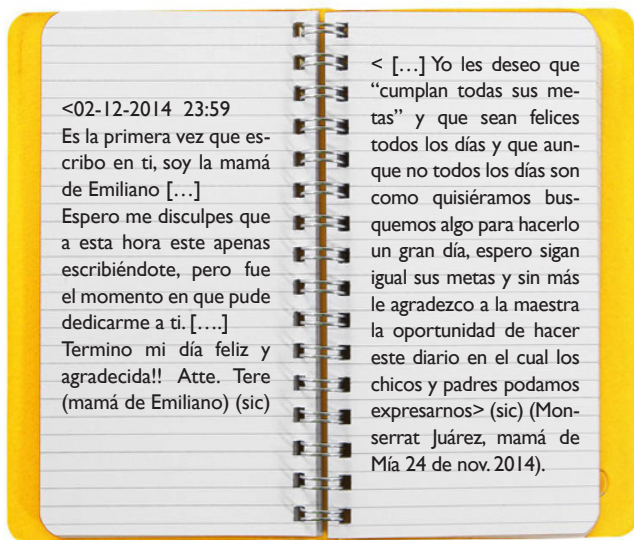 <02-12-2014 23:59
Es la primera vez que es-
cribo en ti, soy la mamá
de Emiliano […]
Espero me disculpes que
a esta hora este apenas
escribiéndote, pero fue
el momento en que pude
dedicarme a ti. [….]
Termino mi día feliz y
agradecida!! Atte. Tere
(mamá de Emiliano) (sic)
< […] Yo les deseo que
“cumplan todas sus me-
tas” y que sean felices
todos los días y que aun-
que no todos los días son
como quisiéramos bus-
quemos algo para hacerlo
un gran día, espero sigan
igual sus metas y sin más
le agradezco a la maestra
la oportunidad de hacer
este diario en el cual los
chicos y padres podamos
expresarnos> (sic) (Mon-
serrat Juárez, mamá de
Mía 24 de nov. 2014).